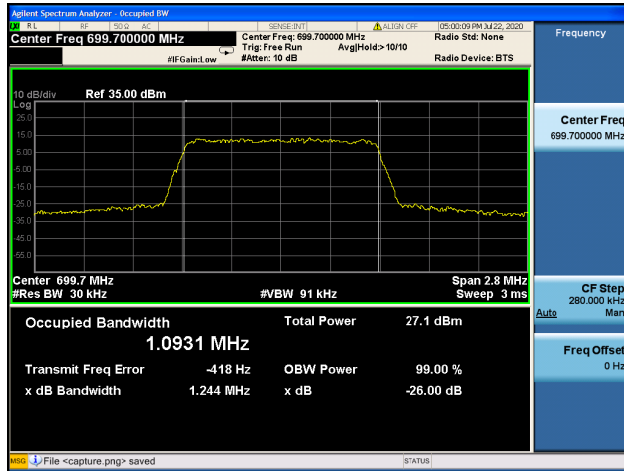 Agilent Spectrum Analyzer - Occupied BW
RL RF 50 Ω AC SENSE:INT ALIGN OFF 05:00:09 PM Jul 22, 2020
Center Freq 699.700000 MHz
Center Freq: 699.700000 MHz
Radio Std: None
Trig: Free Run Avg|Hold:> 10/10
#IFGain:Low #Atten: 10 dB Radio Device: BTS
10 dB/div Ref 35.00 dBm
Log
25.0
15.0
5.00
-5.00
-15.0
-25.0
-35.0
-45.0
-55.0
Center 699.7 MHz Span 2.8 MHz
#Res BW 30 kHz #VBW 91 kHz Sweep 3 ms
Occupied Bandwidth Total Power 27.1 dBm
1.0931 MHz
Transmit Freq Error -418 Hz OBW Power 99.00 %
x dB Bandwidth 1.244 MHz x dB -26.00 dB
MSG File <capture.png> saved STATUS
Frequency
Center Freq
699.700000 MHz
CF Step
280.000 kHz
Auto Man
Freq Offset
0 Hz